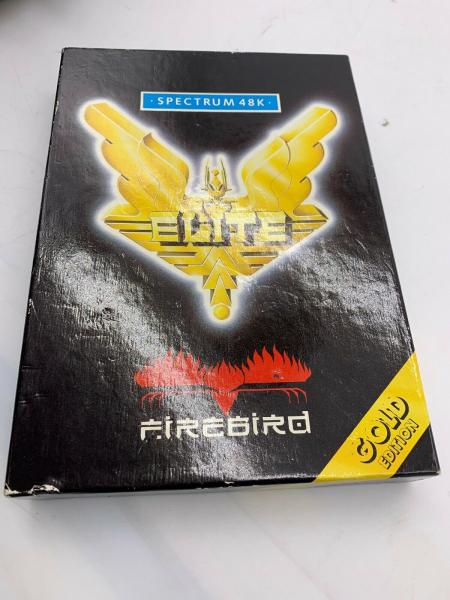 · SPECTRUM 48K ·
ELITE
FIREBIRD
GOLD
EDITION